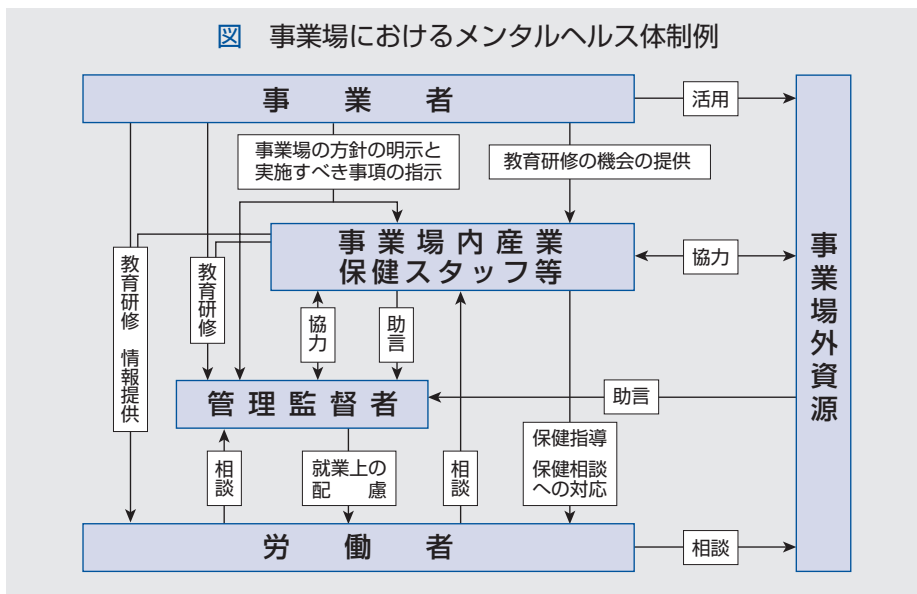 図 事業場におけるメンタルヘルス体制例
事業者
活用
事業場の方針の明示と
実施すべき事項の指示
教育研修の機会の提供
事業場内産業
保健スタッフ等
協力
事業場外資源
教育研修 情報提供
教育研修
協力
助言
管理監督者
助言
相談
就業上の
配慮
相談
保健指導
保健相談
への対応
労働者
相談